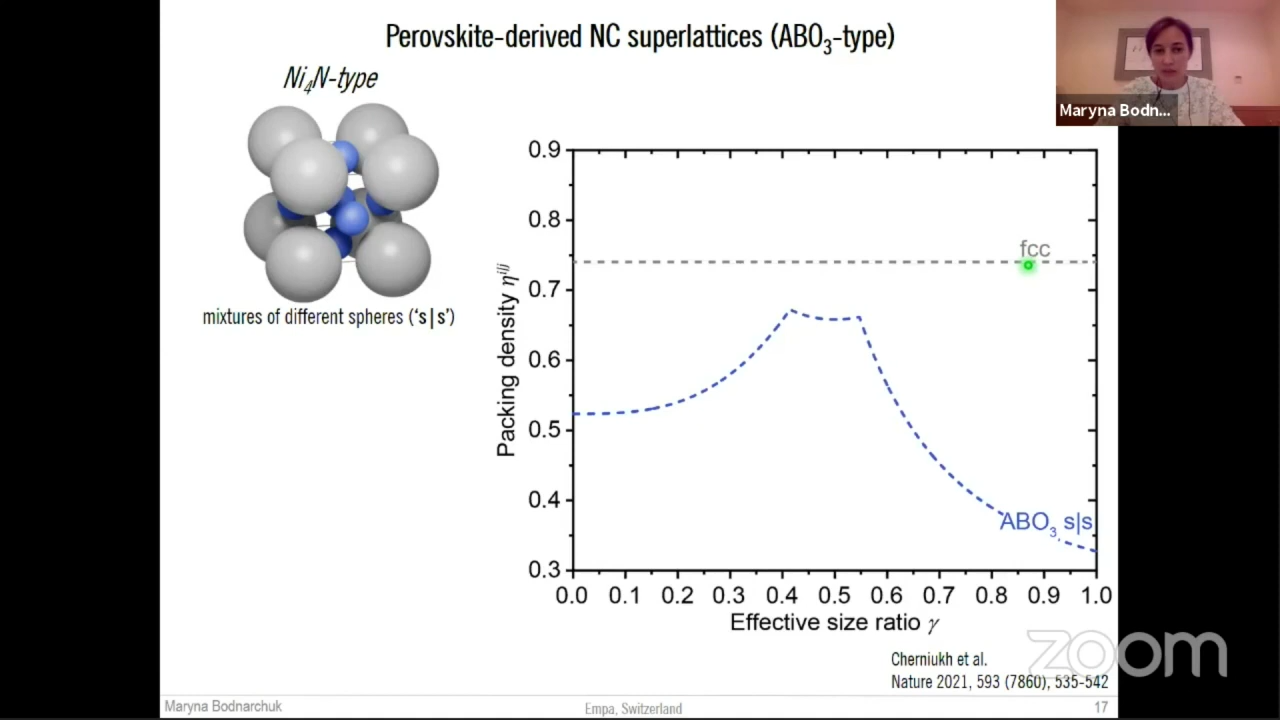 Perovskite-derived NC superlattices (ABO₃-type)
Ni₄N-type
mixtures of different spheres ('s|s')
Maryna Bodn...
Packing density η^i|j
0.9
0.8
0.7
0.6
0.5
0.4
0.3
fcc
ABO₃ s|s
0.0 0.1 0.2 0.3 0.4 0.5 0.6 0.7 0.8 0.9 1.0
Effective size ratio γ
zoom
Cherniukh et al.
Nature 2021, 593 (7860), 535-542
Maryna Bodnarchuk
Empa, Switzerland
17